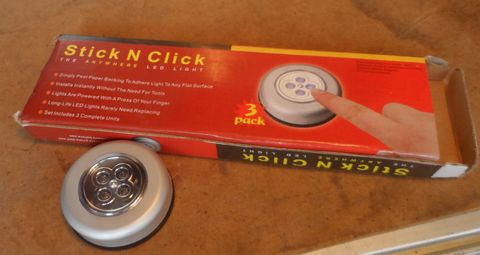 Stick N Click
THE ANYWHERE LED LIGHT
Simply Peel Paper Backing To Adhere Light To Any Flat Surface
Installs Instantly Without The Need For Tools
Lights Are Powered With A Press Of Your Finger
Long-Life LED Lights Rarely Need Replacing
Set Includes 3 Complete Units
3
pack
Stick N Click
THE ANYWHERE LED LIGHT